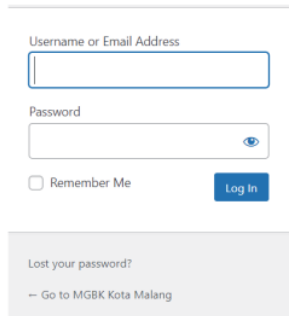 Username or Email Address
Password
Remember Me
Log In
Lost your password?
← Go to MGBK Kota Malang